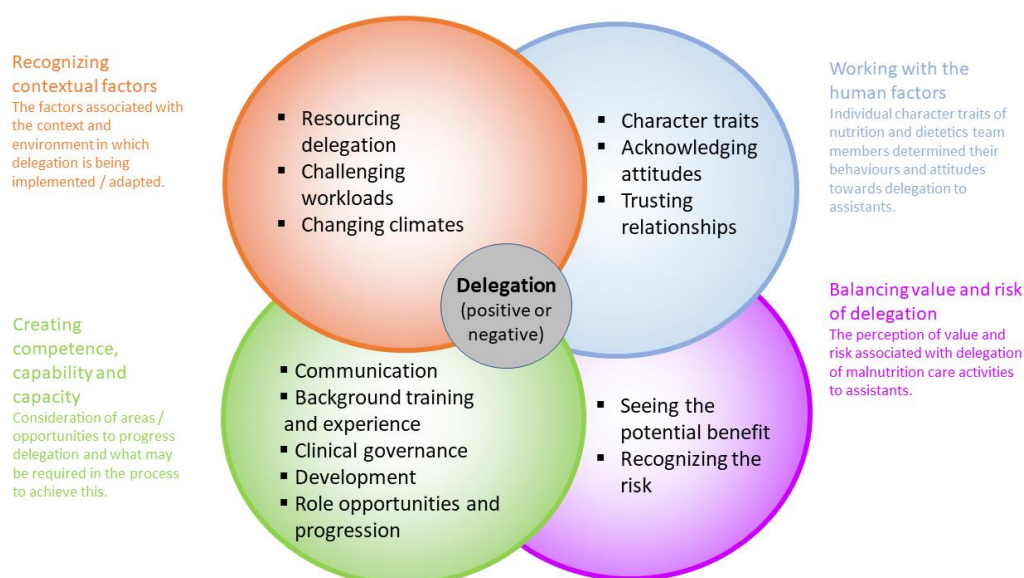 Recognizing
contextual factors
The factors associated with
the context and
environment in which
delegation is being
implemented / adapted.
▪ Resourcing
delegation
▪ Challenging
workloads
▪ Changing climates
▪ Character traits
▪ Acknowledging
attitudes
▪ Trusting
relationships
Working with the
human factors
Individual character traits of
nutrition and dietetics team
members determined their
behaviours and attitudes
towards delegation to
assistants.
Delegation
(positive or
negative)
Creating
competence,
capability and
capacity
Consideration of areas /
opportunities to progress
delegation and what may
be required in the process
to achieve this.
▪ Communication
▪ Background training
and experience
▪ Clinical governance
▪ Development
▪ Role opportunities and
progression
▪ Seeing the
potential benefit
▪ Recognizing the
risk
Balancing value and risk
of delegation
The perception of value and
risk associated with delegation
of malnutrition care activities
to assistants.